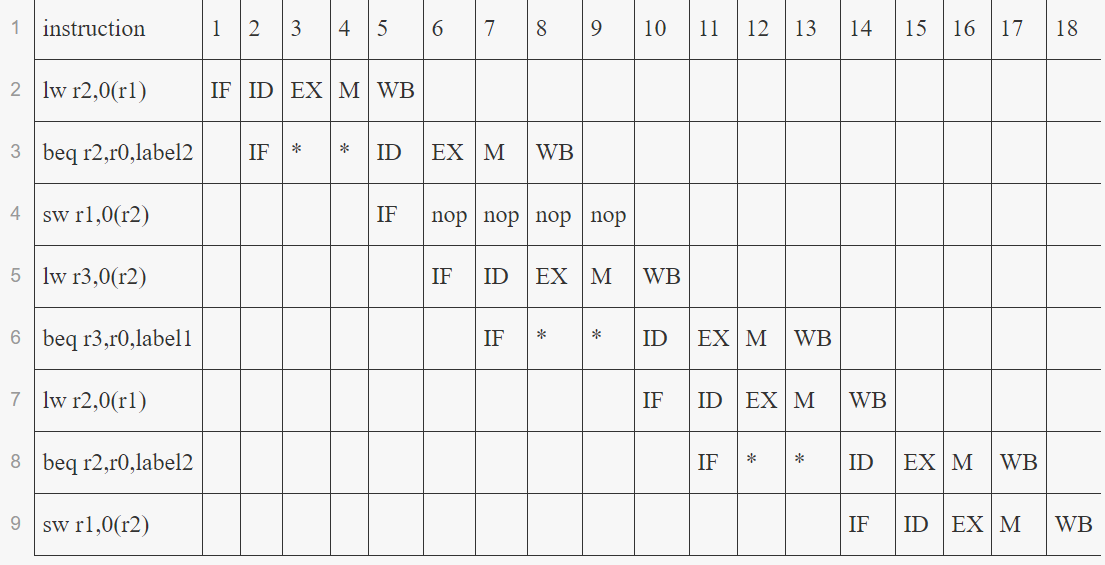 1 instruction 1 2 3 4 5 6 7 8 9 10 11 12 13 14 15 16 17 18
2 lw r2,0(r1) IF ID EX M WB
3 beq r2,r0,label2 IF * * ID EX M WB
4 sw r1,0(r2) IF nop nop nop nop
5 lw r3,0(r2) IF ID EX M WB
6 beq r3,r0,label1 IF * * ID EX M WB
7 lw r2,0(r1) IF ID EX M WB
8 beq r2,r0,label2 IF * * ID EX M WB
9 sw r1,0(r2) IF ID EX M WB